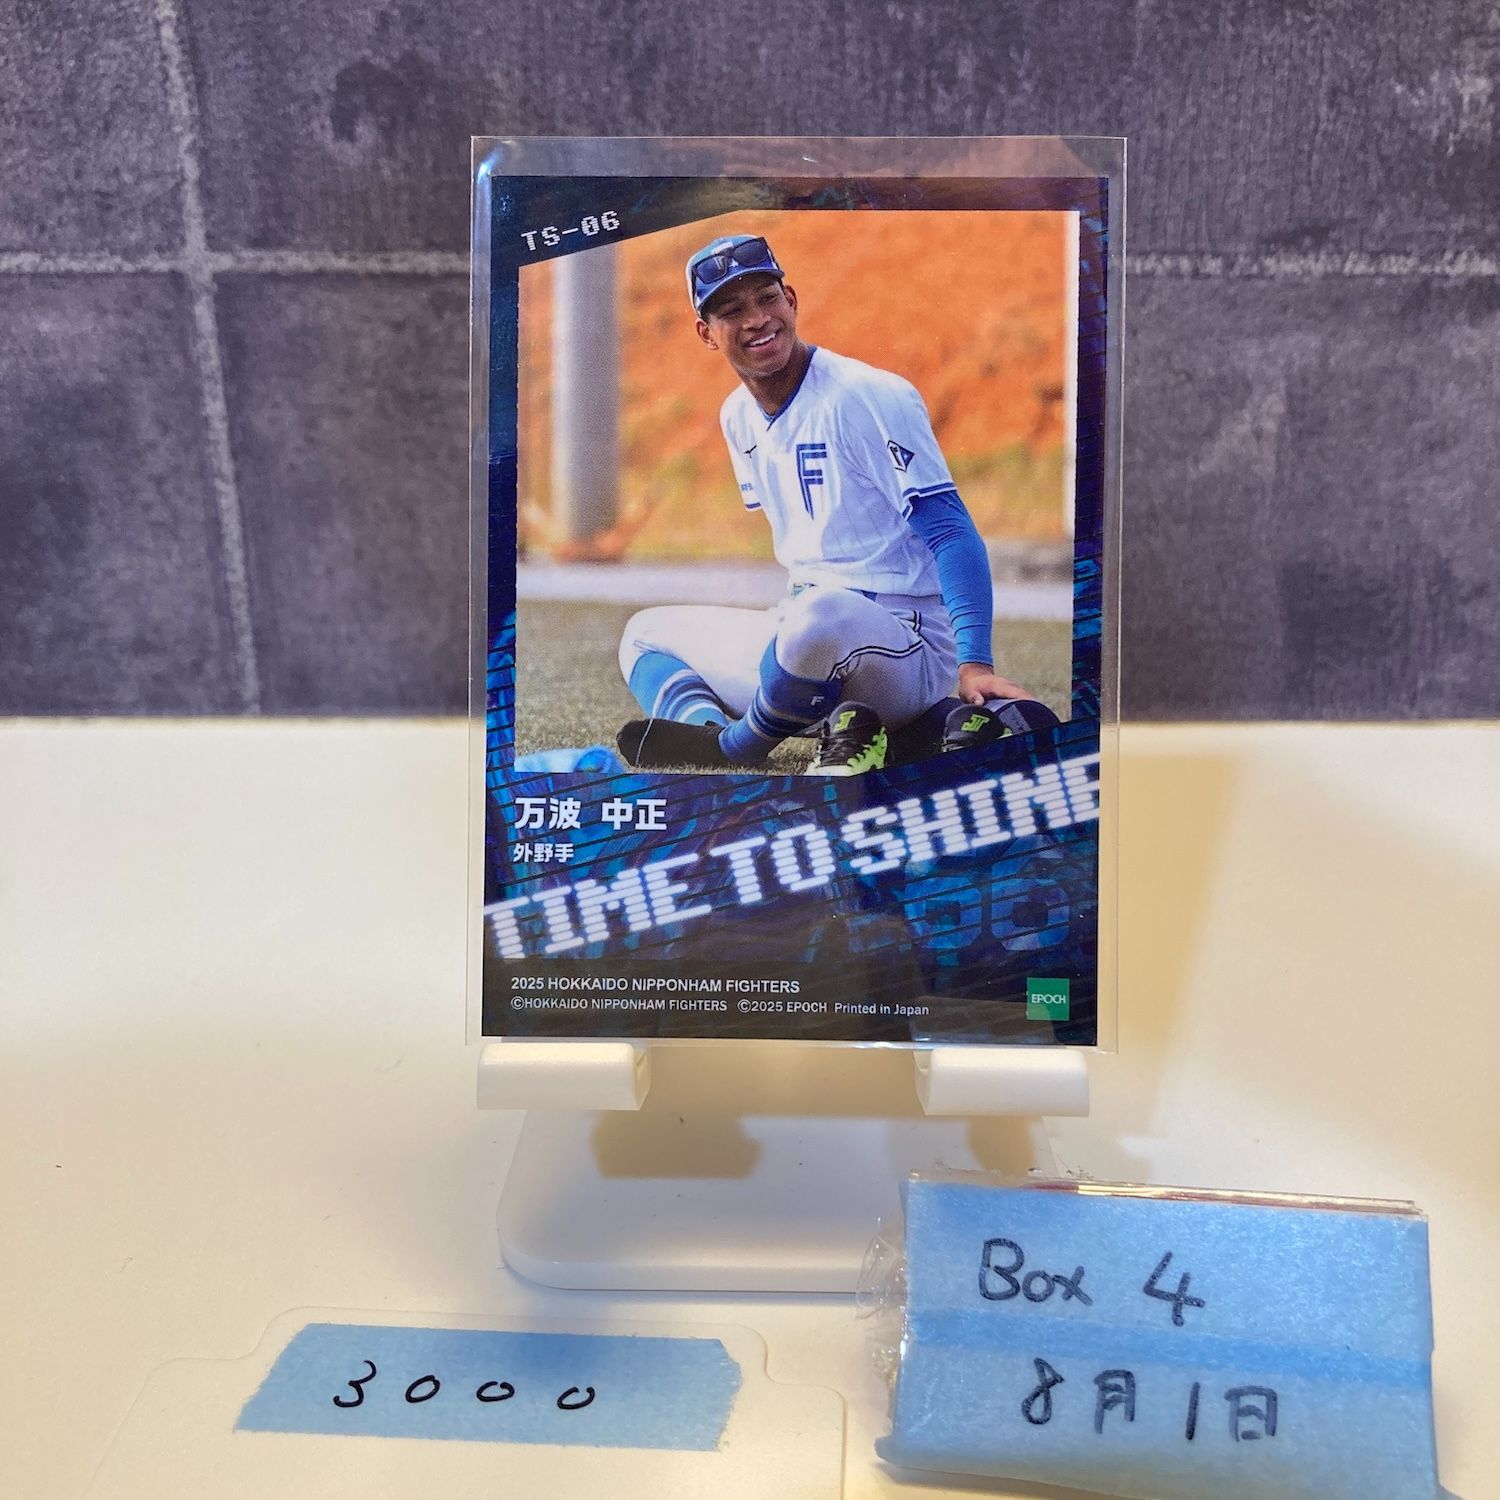 TS-06
F
万波 中正
外野手
TIME TO SHINE
66
2025 HOKKAIDO NIPPONHAM FIGHTERS
©HOKKAIDO NIPPONHAM FIGHTERS ©2025 EPOCH Printed in Japan
EPOCH
Box 4
8月1日
3000